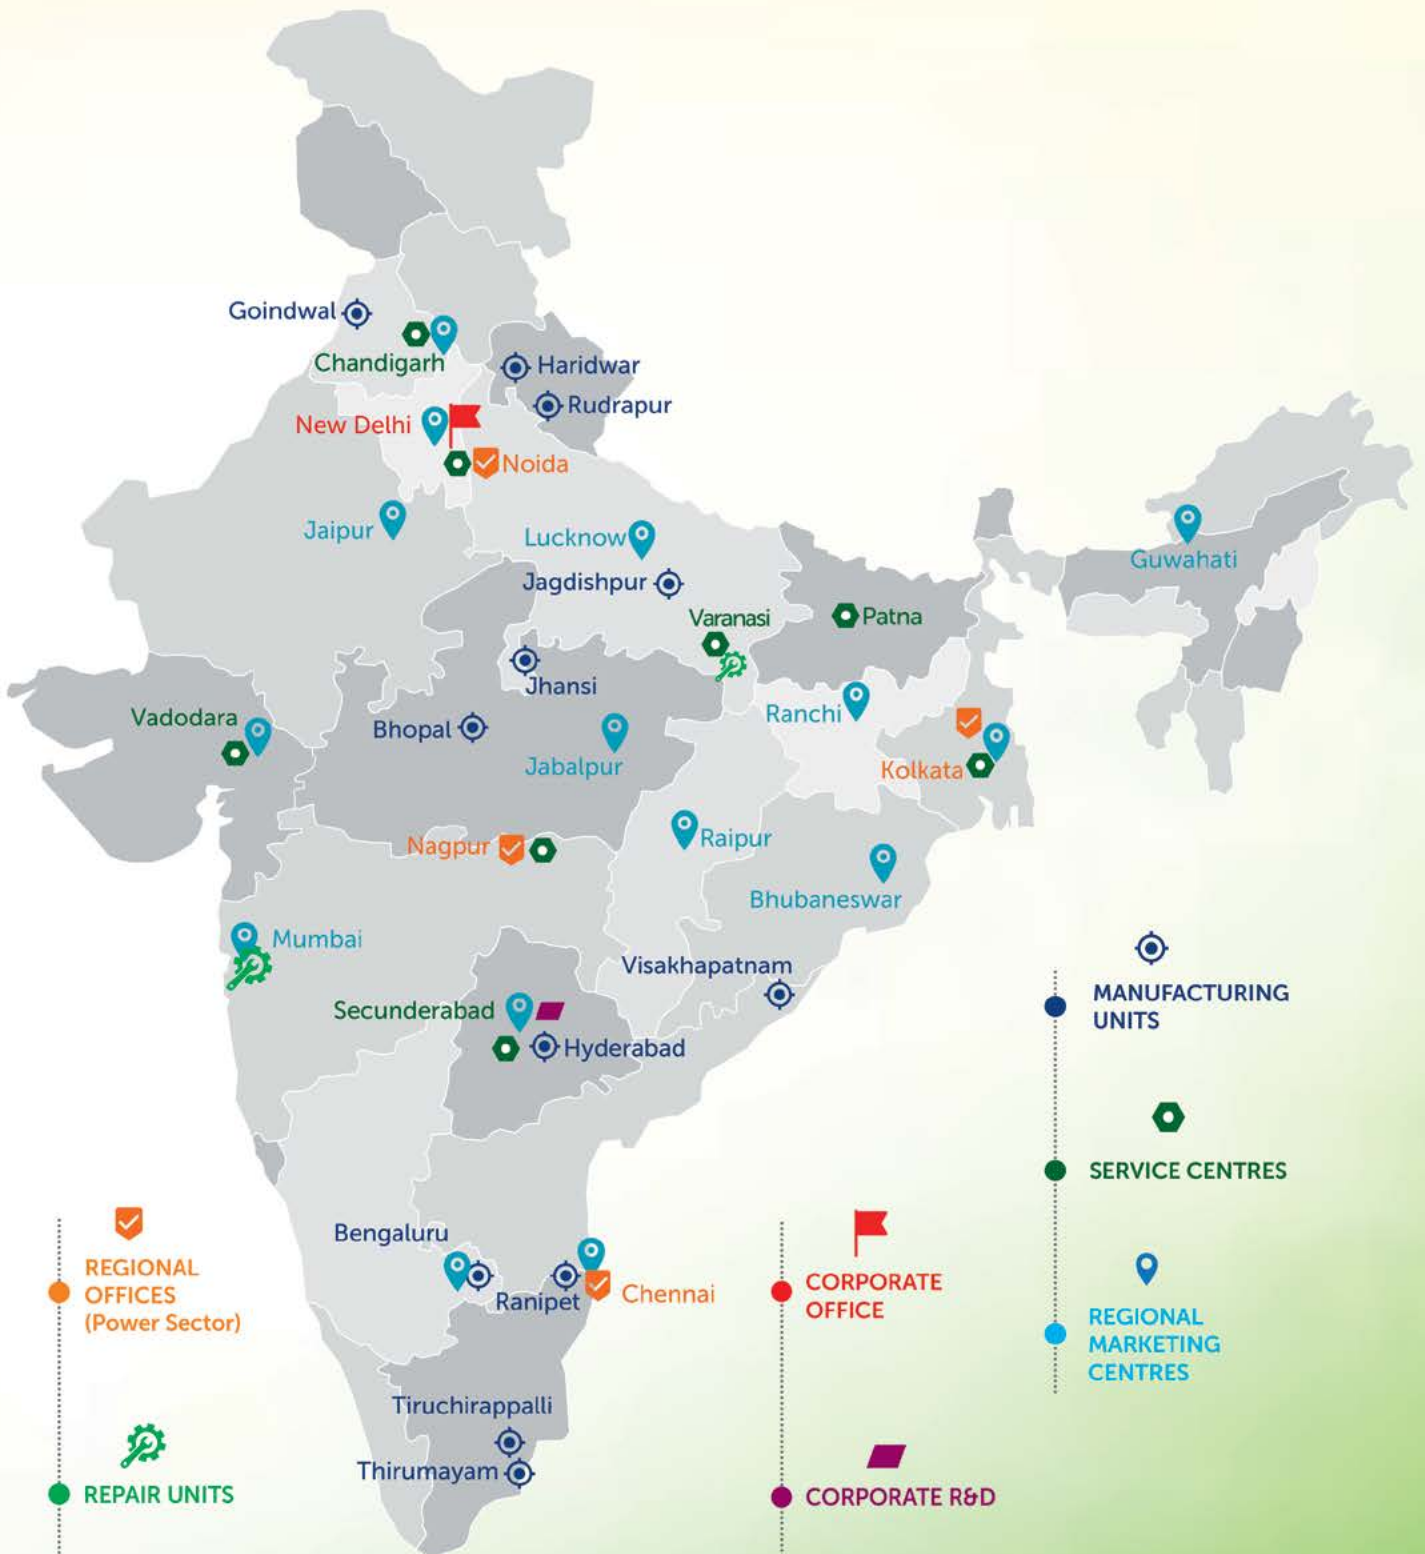 Goindwal
Chandigarh
Haridwar
Rudrapur
New Delhi
Noida
Jaipur
Lucknow
Guwahati
Jagdishpur
Varanasi
Patna
Jhansi
Ranchi
Vadodara
Bhopal
Jabalpur
Kolkata
Nagpur
Raipur
Bhubaneswar
Mumbai
Visakhapatnam
Secunderabad
Hyderabad
Bengaluru
Ranipet
Chennai
Tiruchirappalli
Thirumayam
MANUFACTURING
UNITS
SERVICE CENTRES
REGIONAL
MARKETING
CENTRES
REGIONAL
OFFICES
(Power Sector)
REPAIR UNITS
CORPORATE
OFFICE
CORPORATE R&D